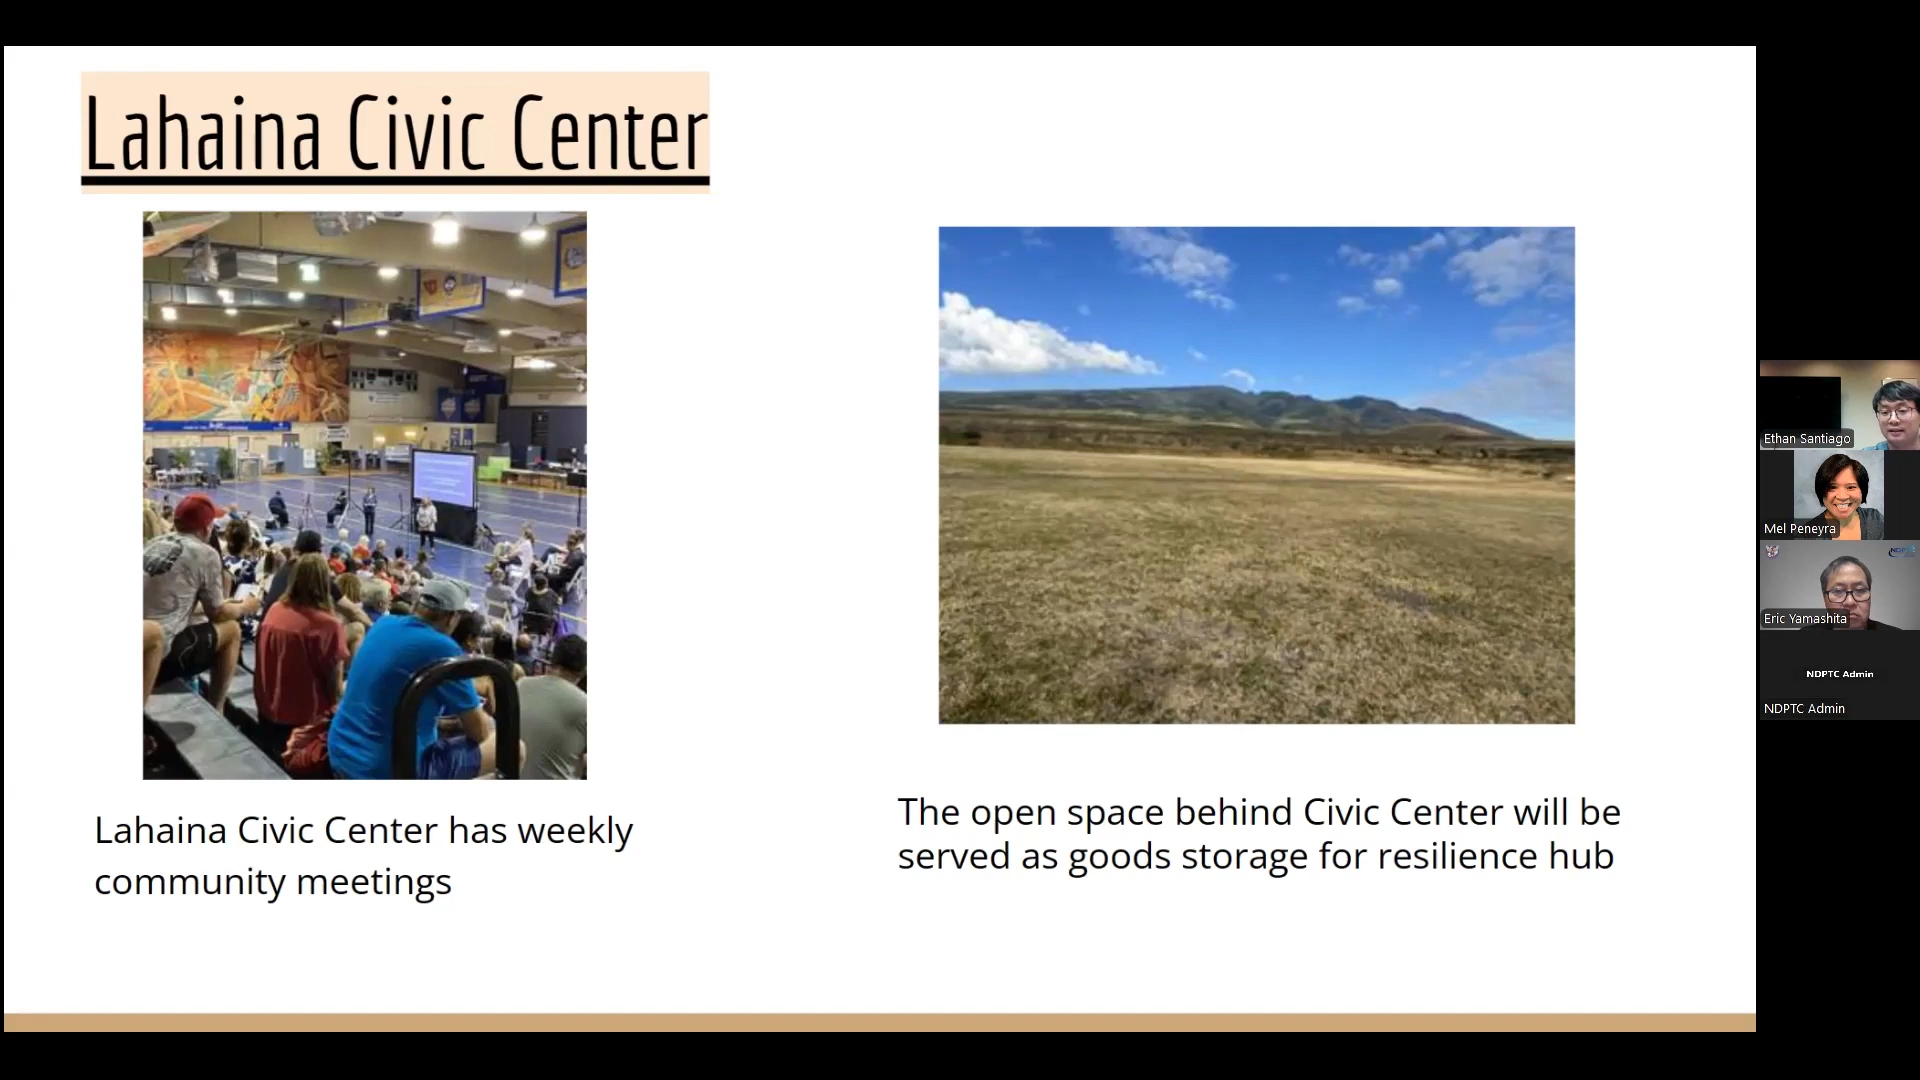 Lahaina Civic Center
Lahaina Civic Center has weekly
community meetings
The open space behind Civic Center will be
served as goods storage for resilience hub
Ethan Santiago
Mel Peneyra
Eric Yamashita
NDPTC Admin
NDPTC Admin